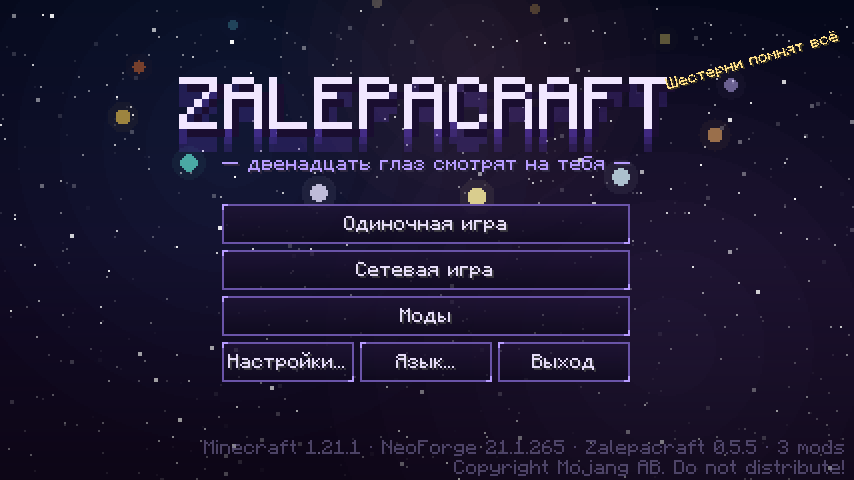 Шестерни помнят всё
ZALEPACRAFT
— двенадцать глаз смотрят на тебя —
Одиночная игра
Сетевая игра
Моды
Настройки...
Язык...
Выход
Minecraft 1.21.1 · NeoForge 21.1.265 · Zalepacraft 0.5.5 · 3 mods
Copyright Mojang AB. Do not distribute!